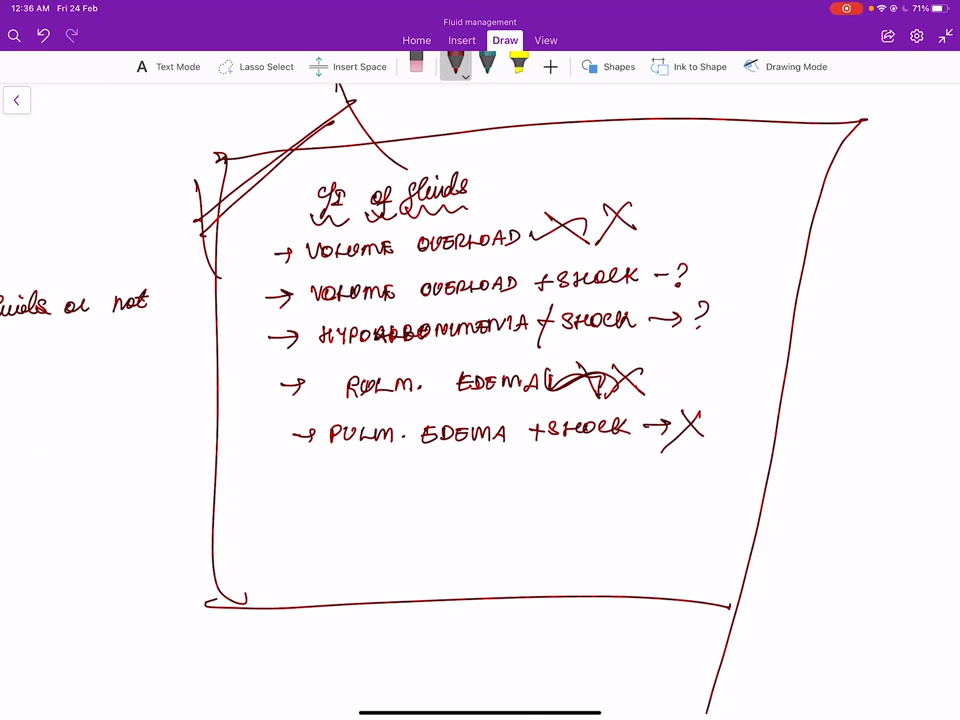 12:36 AM Fri 24 Feb
71%
Fluid management
Home Insert Draw View
Text Mode Lasso Select Insert Space Shapes Ink to Shape Drawing Mode
CI of fluids
→ VOLUME OVERLOAD X
→ VOLUME OVERLOAD + SHOCK - ?
or not
→ + SHOCK → ?
→ PULM. EDEMA X
→ PULM. EDEMA + SHOCK → X